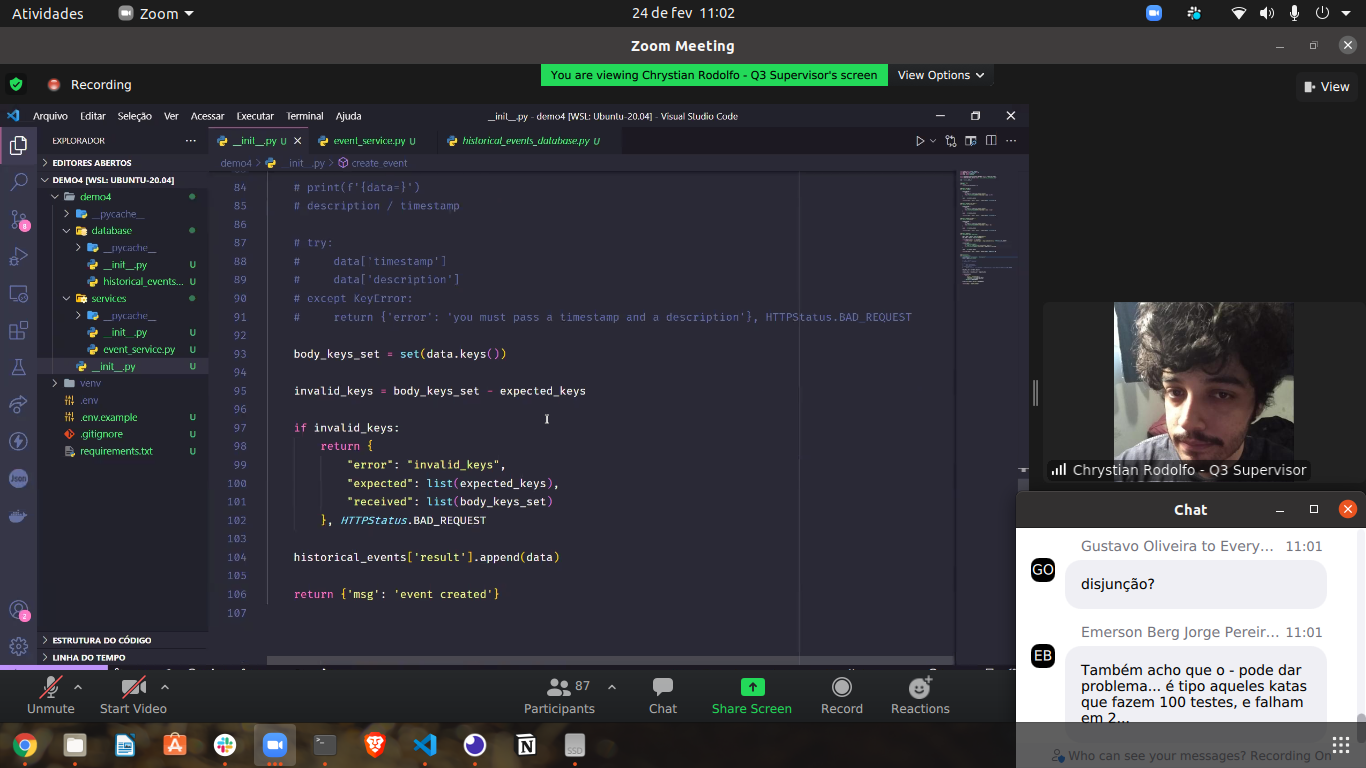 Atividades
Zoom
24 de fev 11:02
Zoom Meeting
Recording
You are viewing Chrystian Rodolfo - Q3 Supervisor's screen
View Options
View
Arquivo Editar Seleção Ver Acessar Executar Terminal Ajuda
__init__.py - demo4 [WSL: Ubuntu-20.04] - Visual Studio Code
EXPLORADOR
EDITORES ABERTOS
DEMO4 [WSL: UBUNTU-20.04]
demo4
__pycache__
database
__pycache__
__init__.py U
historical_events... U
services
__pycache__
__init__.py U
event_service.py U
__init__.py U
venv
.env
.env.example U
.gitignore U
requirements.txt U
ESTRUTURA DO CÓDIGO
LINHA DO TEMPO
8
2
Json
__init__.py U
event_service.py U
historical_events_database.py U
demo4 > __init__.py > create_event
84 # print(f'{data=}')
85 # description / timestamp
86
87 # try:
88 #     data['timestamp']
89 #     data['description']
90 # except KeyError:
91 #     return {'error': 'you must pass a timestamp and a description'}, HTTPStatus.BAD_REQUEST
92
93 body_keys_set = set(data.keys())
94
95 invalid_keys = body_keys_set - expected_keys
96
97 if invalid_keys:
98     return {
99         "error": "invalid_keys",
100         "expected": list(expected_keys),
101         "received": list(body_keys_set)
102     }, HTTPStatus.BAD_REQUEST
103
104 historical_events['result'].append(data)
105
106 return {'msg': 'event created'}
107
Chrystian Rodolfo - Q3 Supervisor
Chat
Gustavo Oliveira to Every... 11:01
GO
disjunção?
Emerson Berg Jorge Pereir... 11:01
EB
Também acho que o - pode dar
problema... é tipo aqueles katas
que fazem 100 testes, e falham
em 2...
Who can see your messages? Recording On
Unmute
Start Video
87
Participants
Chat
Share Screen
Record
Reactions
SSD